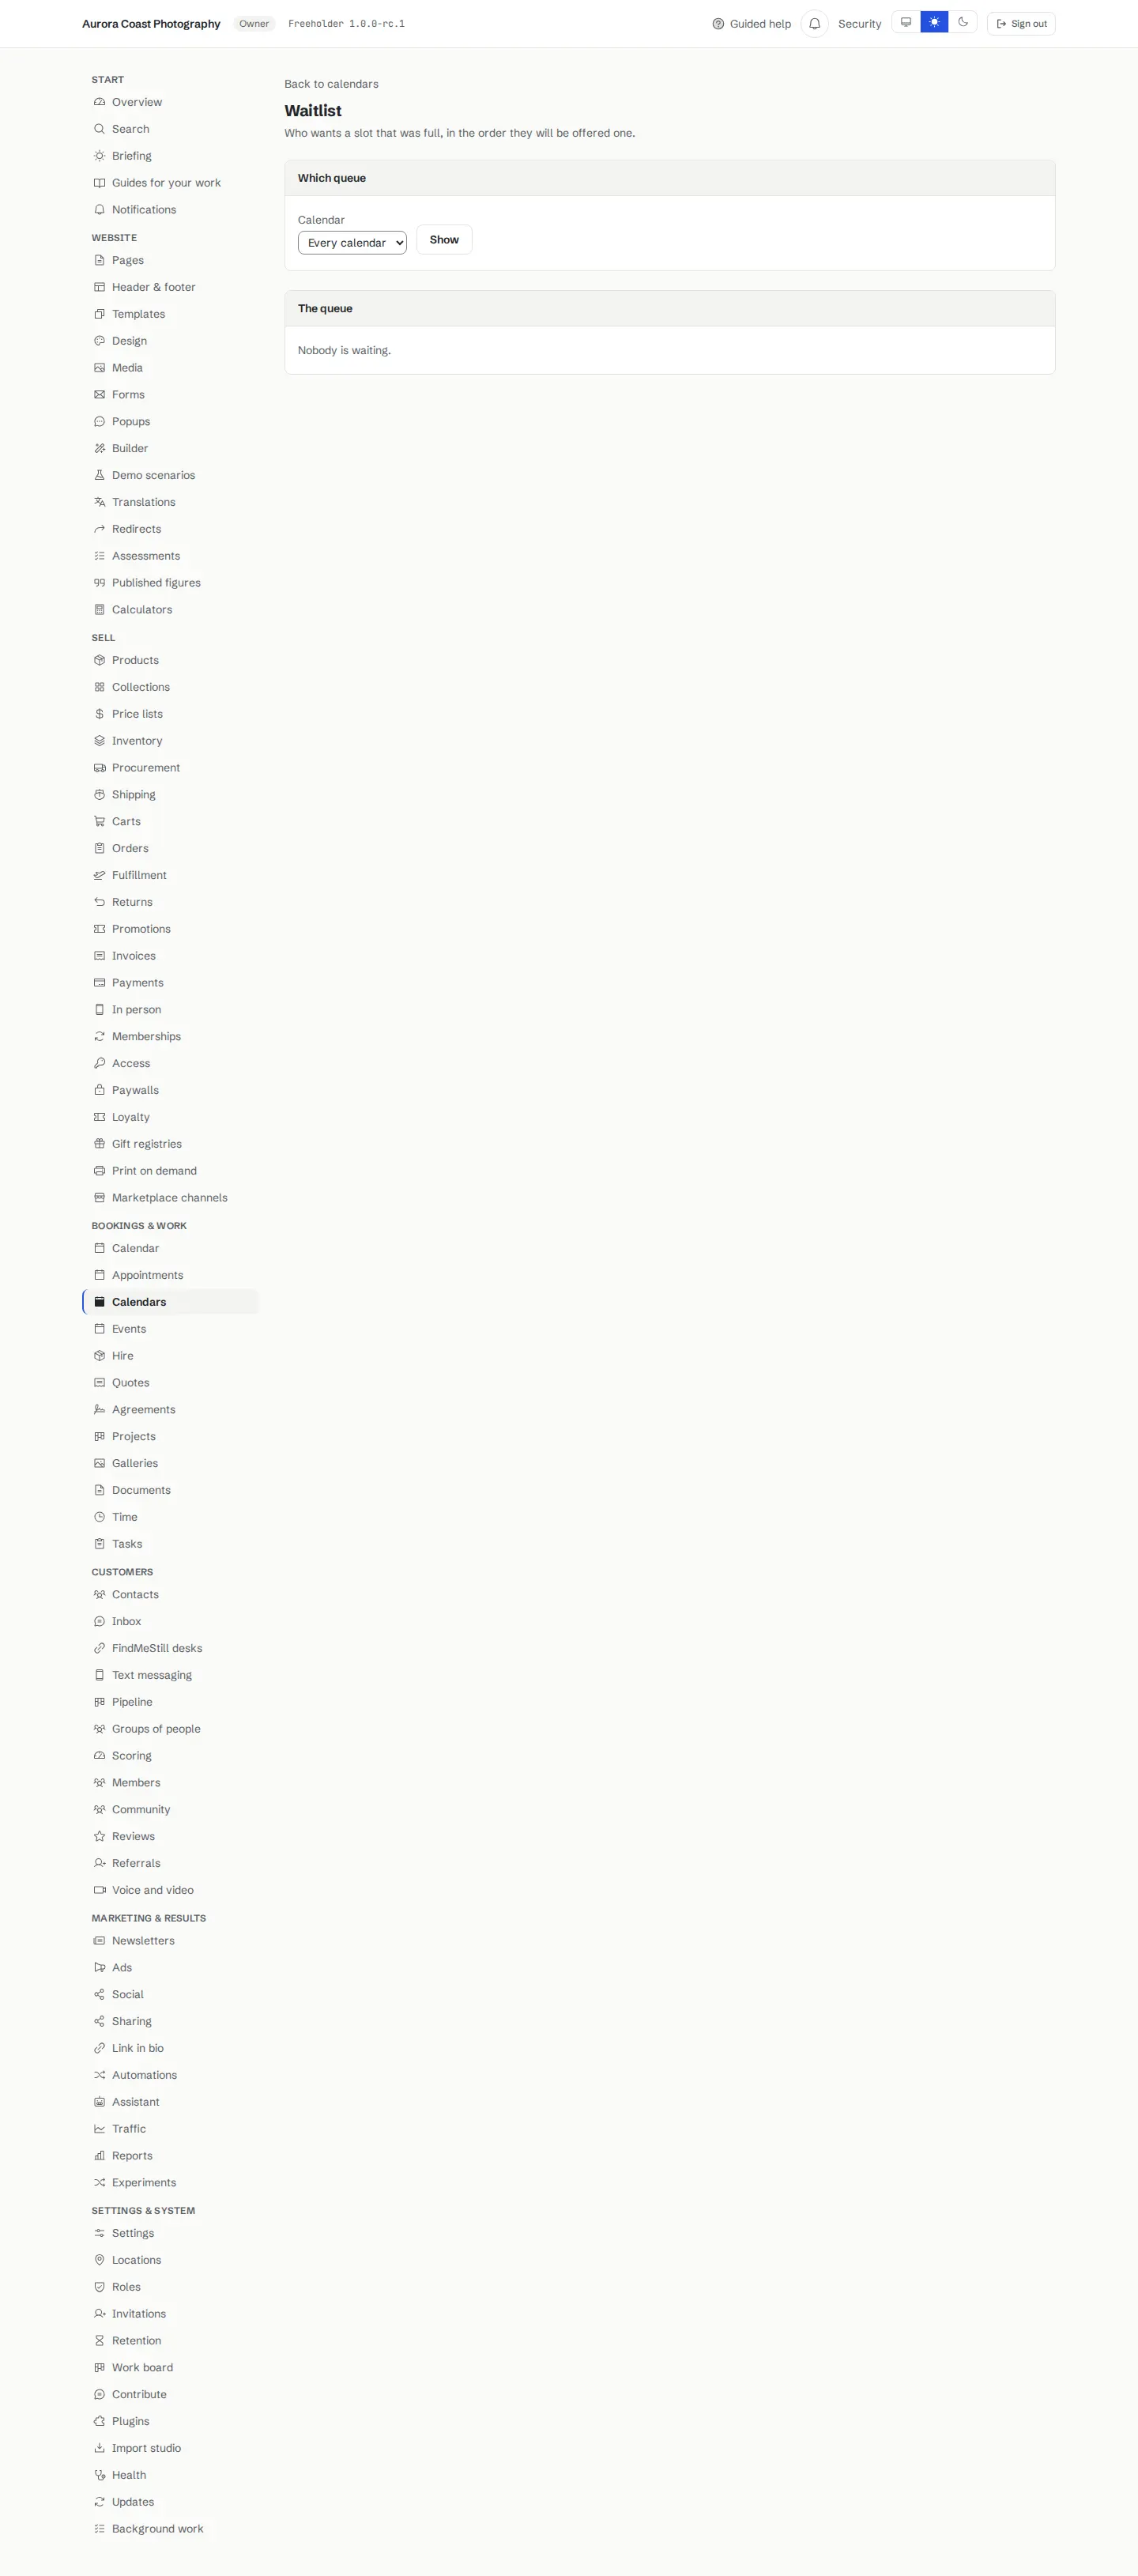 Aurora Coast Photography Owner Freeholder 1.0.0-rc.1 Guided help Security Sign out
START
Overview
Search
Briefing
Guides for your work
Notifications
WEBSITE
Pages
Header & footer
Templates
Design
Media
Forms
Popups
Builder
Demo scenarios
Translations
Redirects
Assessments
Published figures
Calculators
SELL
Products
Collections
Price lists
Inventory
Procurement
Shipping
Carts
Orders
Fulfillment
Returns
Promotions
Invoices
Payments
In person
Memberships
Access
Paywalls
Loyalty
Gift registries
Print on demand
Marketplace channels
BOOKINGS & WORK
Calendar
Appointments
Calendars
Events
Hire
Quotes
Agreements
Projects
Galleries
Documents
Time
Tasks
CUSTOMERS
Contacts
Inbox
FindMeStill desks
Text messaging
Pipeline
Groups of people
Scoring
Members
Community
Reviews
Referrals
Voice and video
MARKETING & RESULTS
Newsletters
Ads
Social
Sharing
Link in bio
Automations
Assistant
Traffic
Reports
Experiments
SETTINGS & SYSTEM
Settings
Locations
Roles
Invitations
Retention
Work board
Contribute
Plugins
Import studio
Health
Updates
Background work
Back to calendars
Waitlist
Who wants a slot that was full, in the order they will be offered one.
Which queue
Calendar
Every calendar Show
The queue
Nobody is waiting.